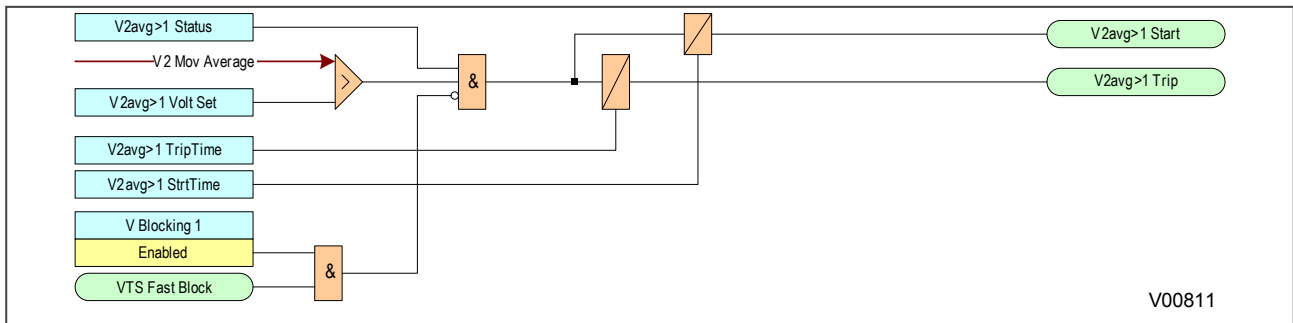 V2avg>1 Status
V2avg>1 Start
V2 Mov Average
>
&
V2avg>1 Trip
V2avg>1 Volt Set
V2avg>1 TripTime
V2avg>1 StrtTime
V Blocking 1
Enabled
&
VTS Fast Block
V00811